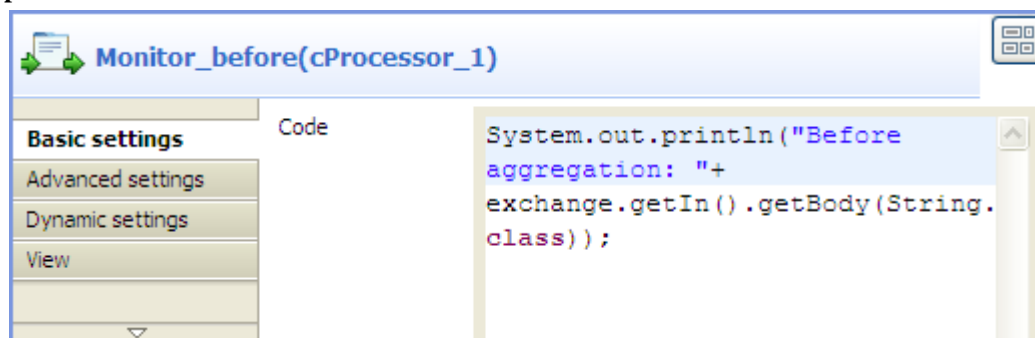 Monitor_before(cProcessor_1)
Basic settings
Advanced settings
Dynamic settings
View
Code
System.out.println("Before
aggregation: "+
exchange.getIn().getBody(String.
class));